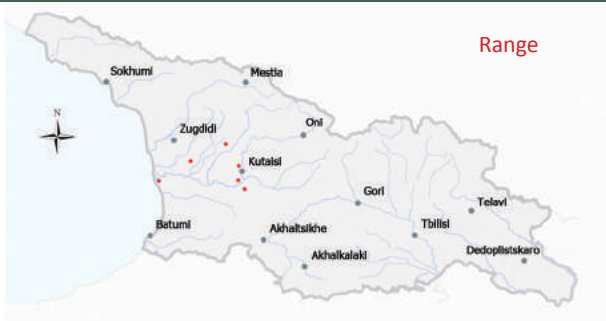 Range
Sokhumi
Mestia
N
Oni
Zugdidi
Kutaisi
Gori
Telavi
Batumi
Akhaltsikhe
Tbilisi
Dedoplistskaro
Akhalkalaki